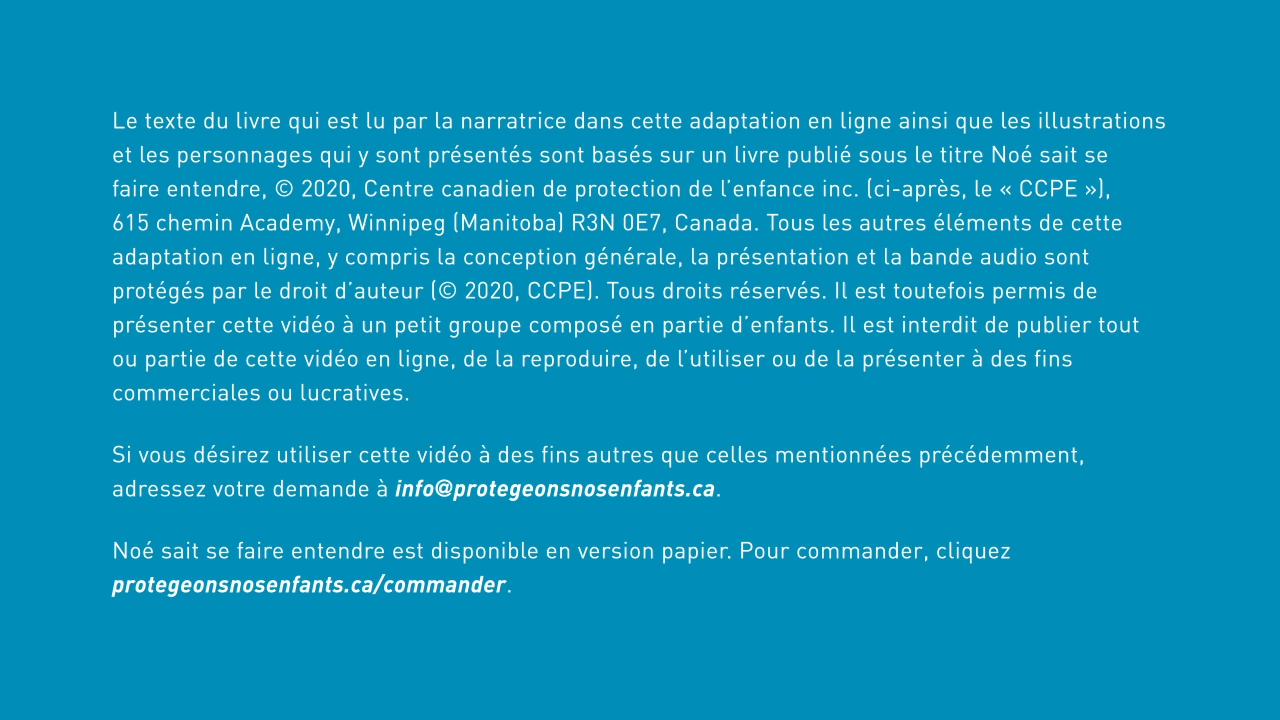 Le texte du livre qui est lu par la narratrice dans cette adaptation en ligne ainsi que les illustrations
et les personnages qui y sont présentés sont basés sur un livre publié sous le titre Noé sait se
faire entendre, © 2020, Centre canadien de protection de l’enfance inc. (ci-après, le « CCPE »),
615 chemin Academy, Winnipeg (Manitoba) R3N 0E7, Canada. Tous les autres éléments de cette
adaptation en ligne, y compris la conception générale, la présentation et la bande audio sont
protégés par le droit d’auteur (© 2020, CCPE). Tous droits réservés. Il est toutefois permis de
présenter cette vidéo à un petit groupe composé en partie d’enfants. Il est interdit de publier tout
ou partie de cette vidéo en ligne, de la reproduire, de l’utiliser ou de la présenter à des fins
commerciales ou lucratives.
Si vous désirez utiliser cette vidéo à des fins autres que celles mentionnées précédemment,
adressez votre demande à info@protegeonsnosenfants.ca.
Noé sait se faire entendre est disponible en version papier. Pour commander, cliquez
protegeonsnosenfants.ca/commander.